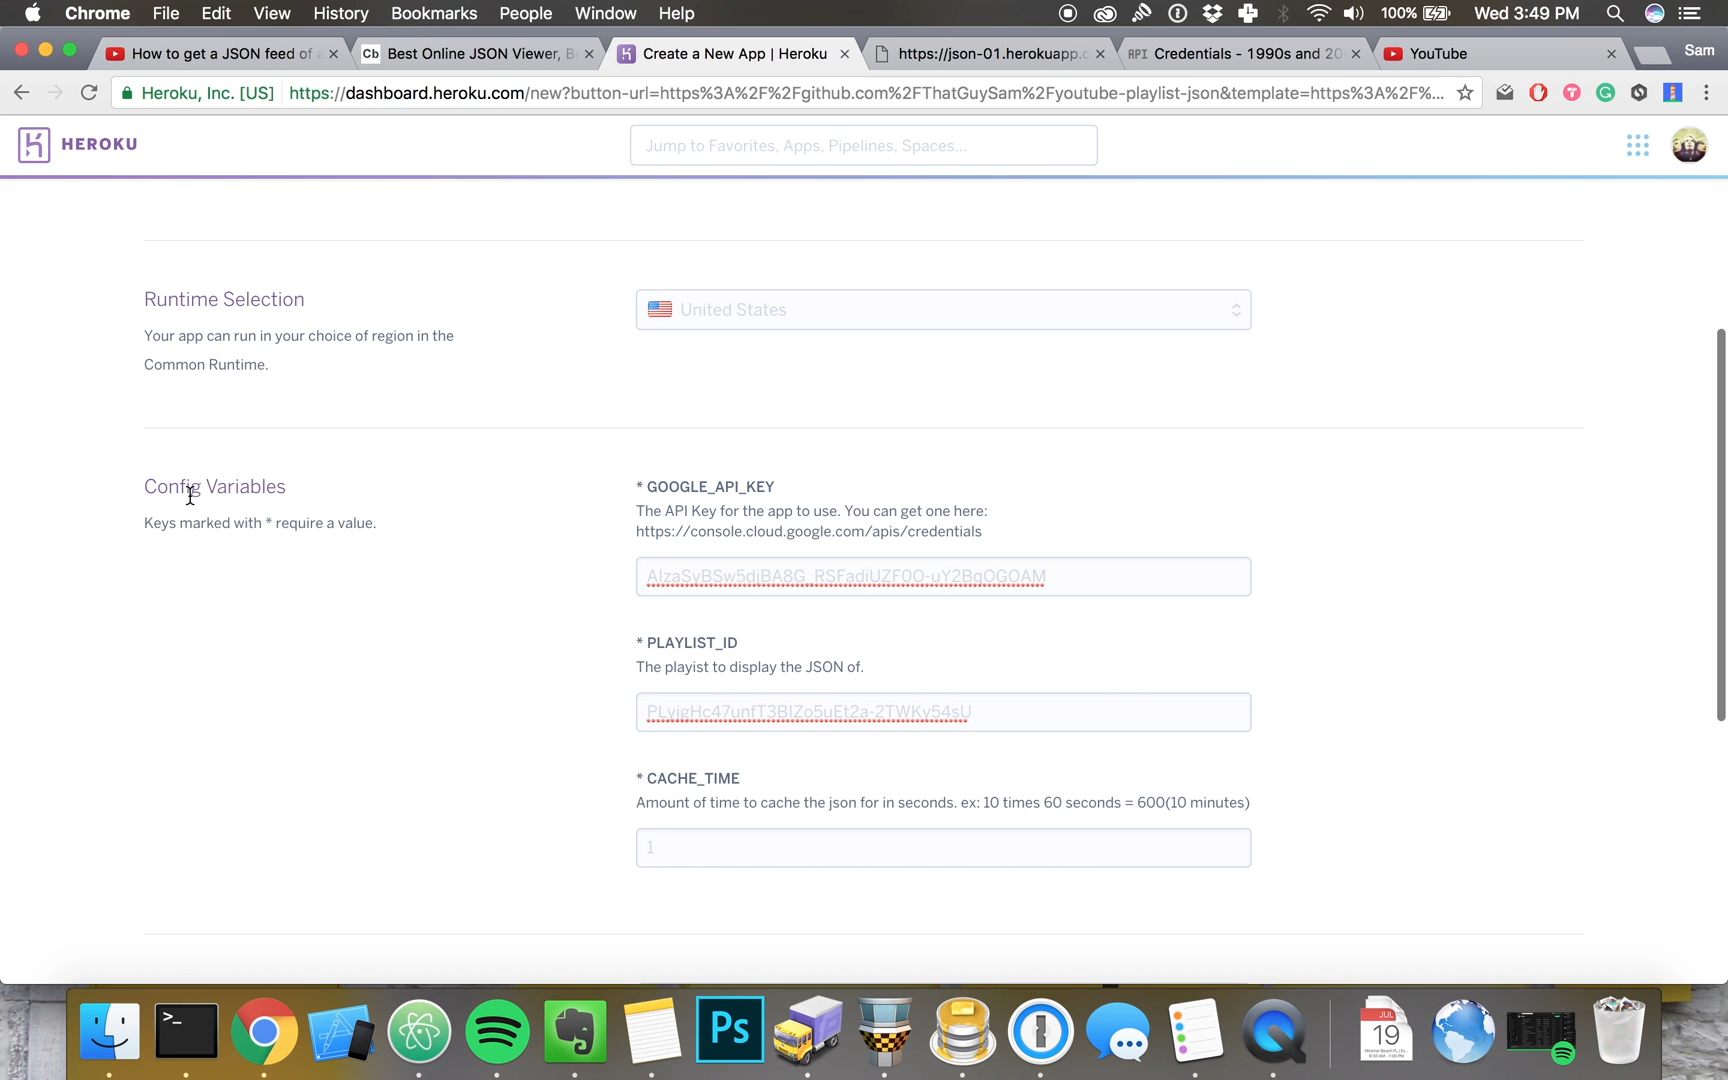 Chrome File Edit View History Bookmarks People Window Help 100% Wed 3:49 PM
How to get a JSON feed of a
Cb Best Online JSON Viewer, B
Create a New App | Heroku
https://json-01.herokuapp.c
API Credentials - 1990s and 20
YouTube
Sam
Heroku, Inc. [US] https://dashboard.heroku.com/new?button-url=https%3A%2F%2Fgithub.com%2FThatGuySam%2Fyoutube-playlist-json&template=https%3A%2F%...
HEROKU
Jump to Favorites, Apps, Pipelines, Spaces...
Runtime Selection
Your app can run in your choice of region in the
Common Runtime.
United States
Config Variables
Keys marked with * require a value.
* GOOGLE_API_KEY
The API Key for the app to use. You can get one here:
https://console.cloud.google.com/apis/credentials
* PLAYLIST_ID
The playist to display the JSON of.
* CACHE_TIME
Amount of time to cache the json for in seconds. ex: 10 times 60 seconds = 600(10 minutes)
1
>_
Ps
JUL
19